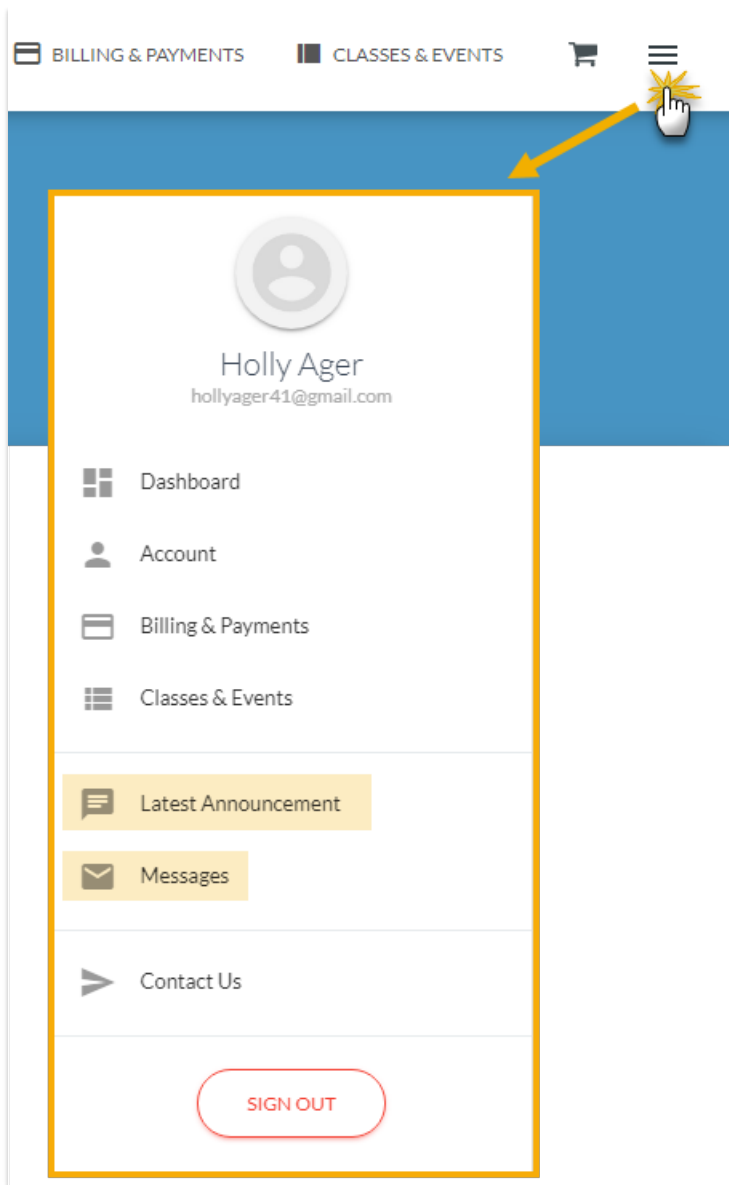 BILLING & PAYMENTS CLASSES & EVENTS
Holly Ager
hollyager41@gmail.com
Dashboard
Account
Billing & Payments
Classes & Events
Latest Announcement
Messages
Contact Us
SIGN OUT